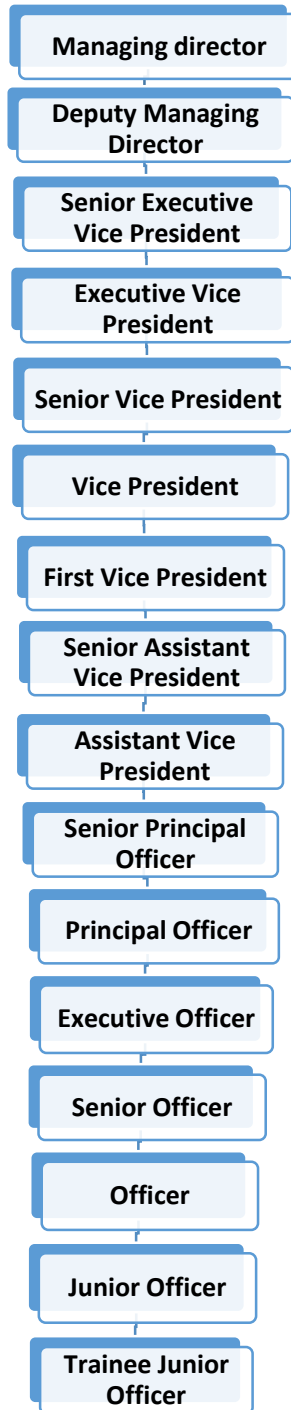 Managing director
Deputy Managing
Director
Senior Executive
Vice President
Executive Vice
President
Senior Vice President
Vice President
First Vice President
Senior Assistant
Vice President
Assistant Vice
President
Senior Principal
Officer
Principal Officer
Executive Officer
Senior Officer
Officer
Junior Officer
Trainee Junior
Officer